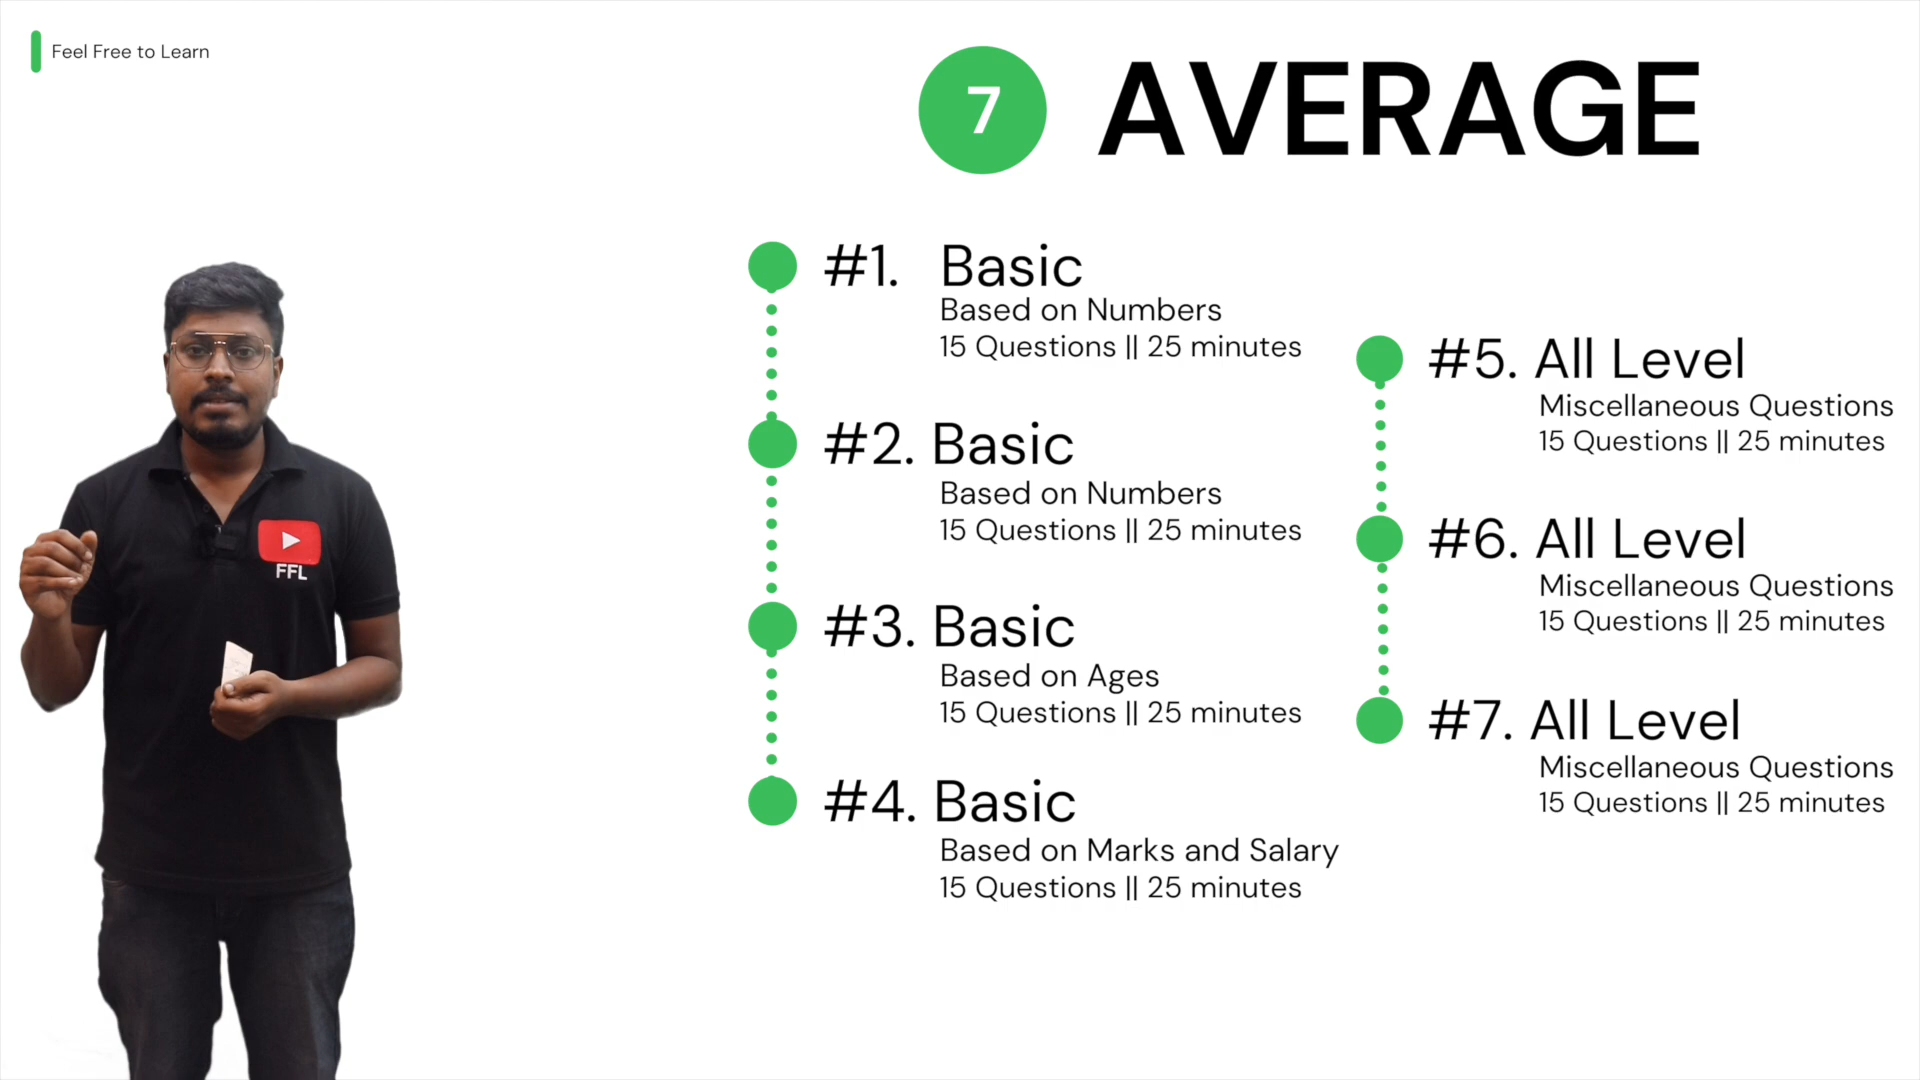 Feel Free to Learn
7 AVERAGE
#1. Basic
Based on Numbers
15 Questions || 25 minutes
#2. Basic
Based on Numbers
15 Questions || 25 minutes
#3. Basic
Based on Ages
15 Questions || 25 minutes
#4. Basic
Based on Marks and Salary
15 Questions || 25 minutes
#5. All Level
Miscellaneous Questions
15 Questions || 25 minutes
#6. All Level
Miscellaneous Questions
15 Questions || 25 minutes
#7. All Level
Miscellaneous Questions
15 Questions || 25 minutes
FFL